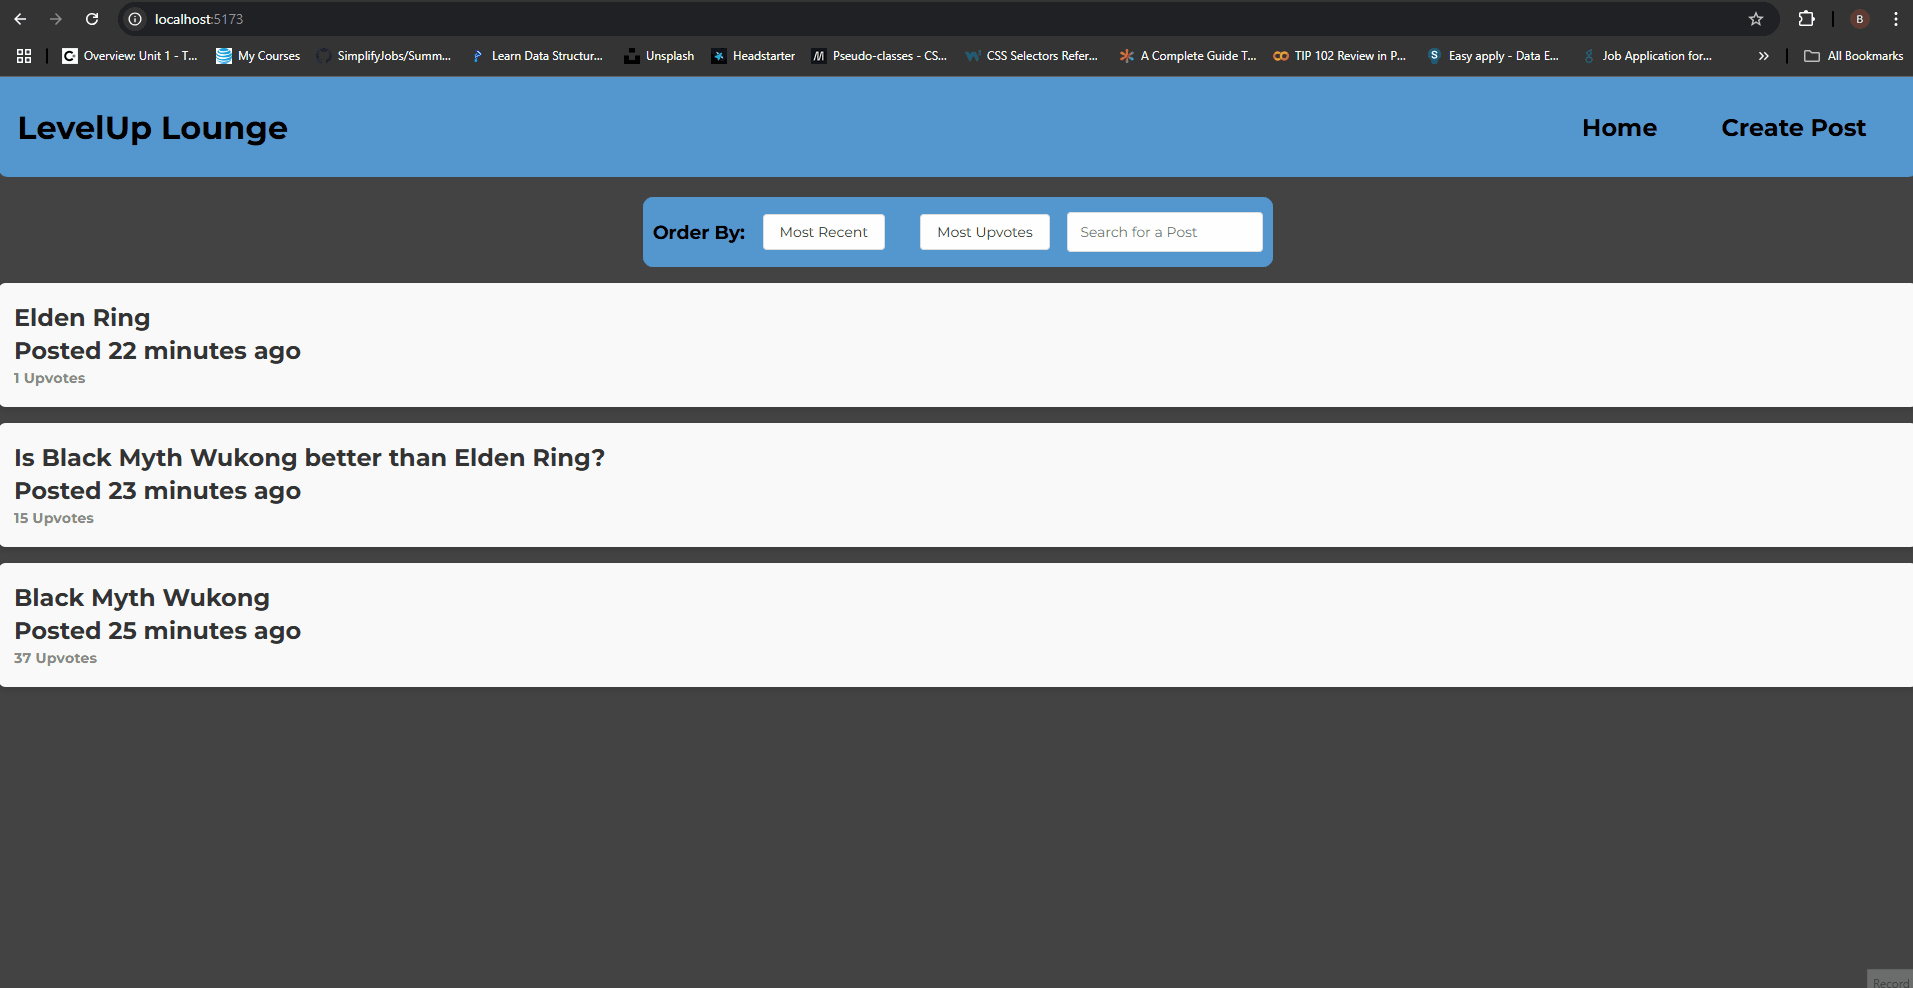 localhost:5173
Overview: Unit 1 - T... My Courses SimplifyJobs/Summ... Learn Data Structur... Unsplash Headstarter Pseudo-classes - CS... CSS Selectors Refer... A Complete Guide T... TIP 102 Review in P... Easy apply - Data E... Job Application for... All Bookmarks
LevelUp Lounge Home Create Post
Order By: Most Recent Most Upvotes Search for a Post
Elden Ring
Posted 22 minutes ago
1 Upvotes
Is Black Myth Wukong better than Elden Ring?
Posted 23 minutes ago
15 Upvotes
Black Myth Wukong
Posted 25 minutes ago
37 Upvotes
Record